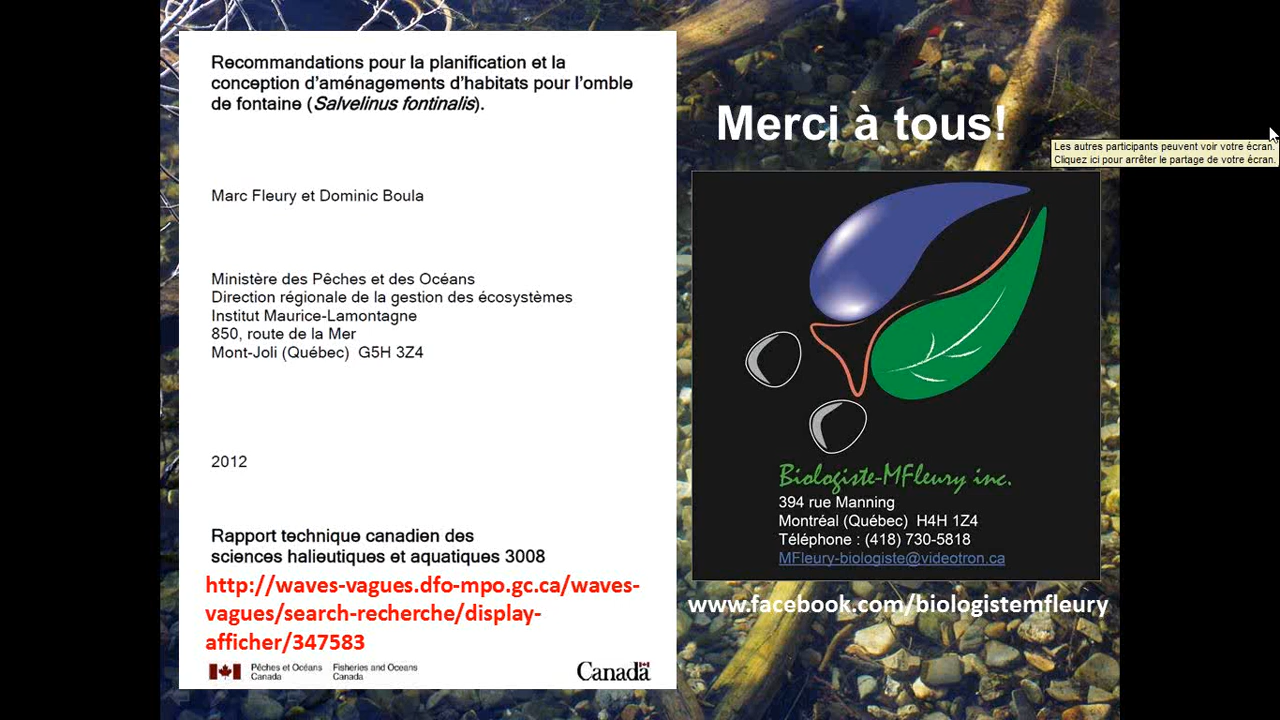 Recommandations pour la planification et la
conception d'aménagements d'habitats pour l'omble
de fontaine (Salvelinus fontinalis).
Marc Fleury et Dominic Boula
Ministère des Pêches et des Océans
Direction régionale de la gestion des écosystèmes
Institut Maurice-Lamontagne
850, route de la Mer
Mont-Joli (Québec) G5H 3Z4
2012
Rapport technique canadien des
sciences halieutiques et aquatiques 3008
http://waves-vagues.dfo-mpo.gc.ca/waves-
vagues/search-recherche/display-
afficher/347583
Pêches et Océans Fisheries and Oceans
Canada Canada
Canada
Merci à tous!
Les autres participants peuvent voir votre écran.
Cliquez ici pour arrêter le partage de votre écran.
Biologiste-MFleury inc.
394 rue Manning
Montréal (Québec) H4H 1Z4
Téléphone : (418) 730-5818
MFleury-biologiste@videotron.ca
www.facebook.com/biologistemfleury